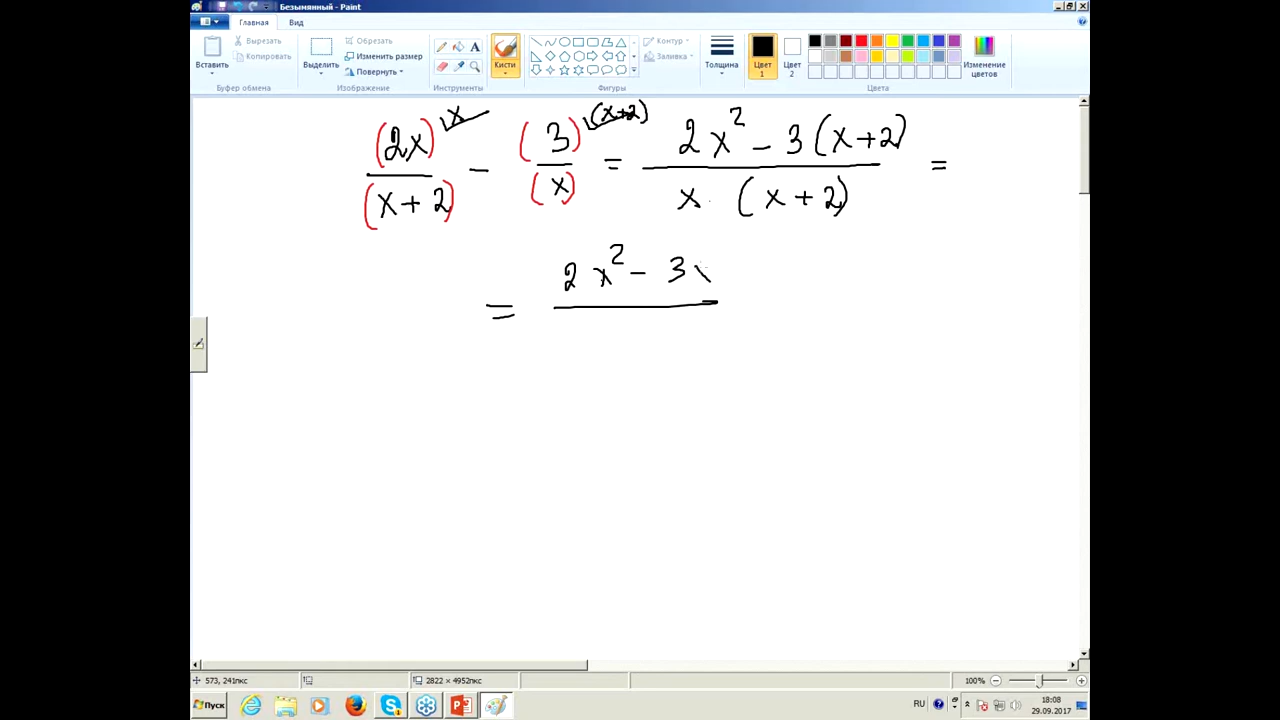 Безымянный - Paint
Главная Вид
Вставить Вырезать Копировать Буфер обмена
Выделить Обрезать Изменить размер Повернуть Изображение
Инструменты
Кисти
Контур Заливка Фигуры
Толщина
Цвет 1 Цвет 2 Изменение цветов Цвета
(2x)/(x+2) x - (3)/(x) (x+2) = 2x² - 3(x+2)/x · (x+2) =
= 2x² - 3x
573, 241пкс 2822 × 4952пкс 100%
Пуск RU 18:08
29.09.2017